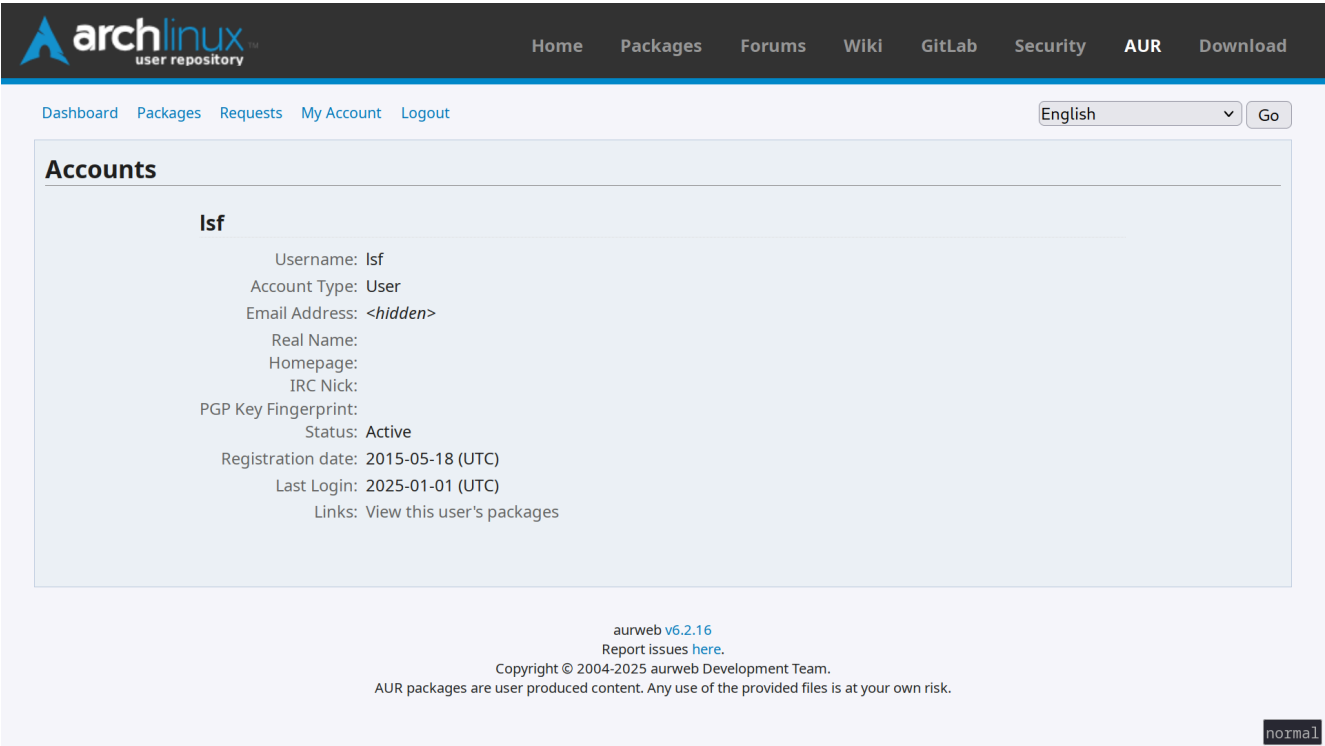 archlinux™
user repository
Home Packages Forums Wiki GitLab Security AUR Download
Dashboard Packages Requests My Account Logout English Go
Accounts
lsf
Username: lsf
Account Type: User
Email Address: <hidden>
Real Name:
Homepage:
IRC Nick:
PGP Key Fingerprint:
Status: Active
Registration date: 2015-05-18 (UTC)
Last Login: 2025-01-01 (UTC)
Links: View this user's packages
aurweb v6.2.16
Report issues here.
Copyright © 2004-2025 aurweb Development Team.
AUR packages are user produced content. Any use of the provided files is at your own risk.
normal